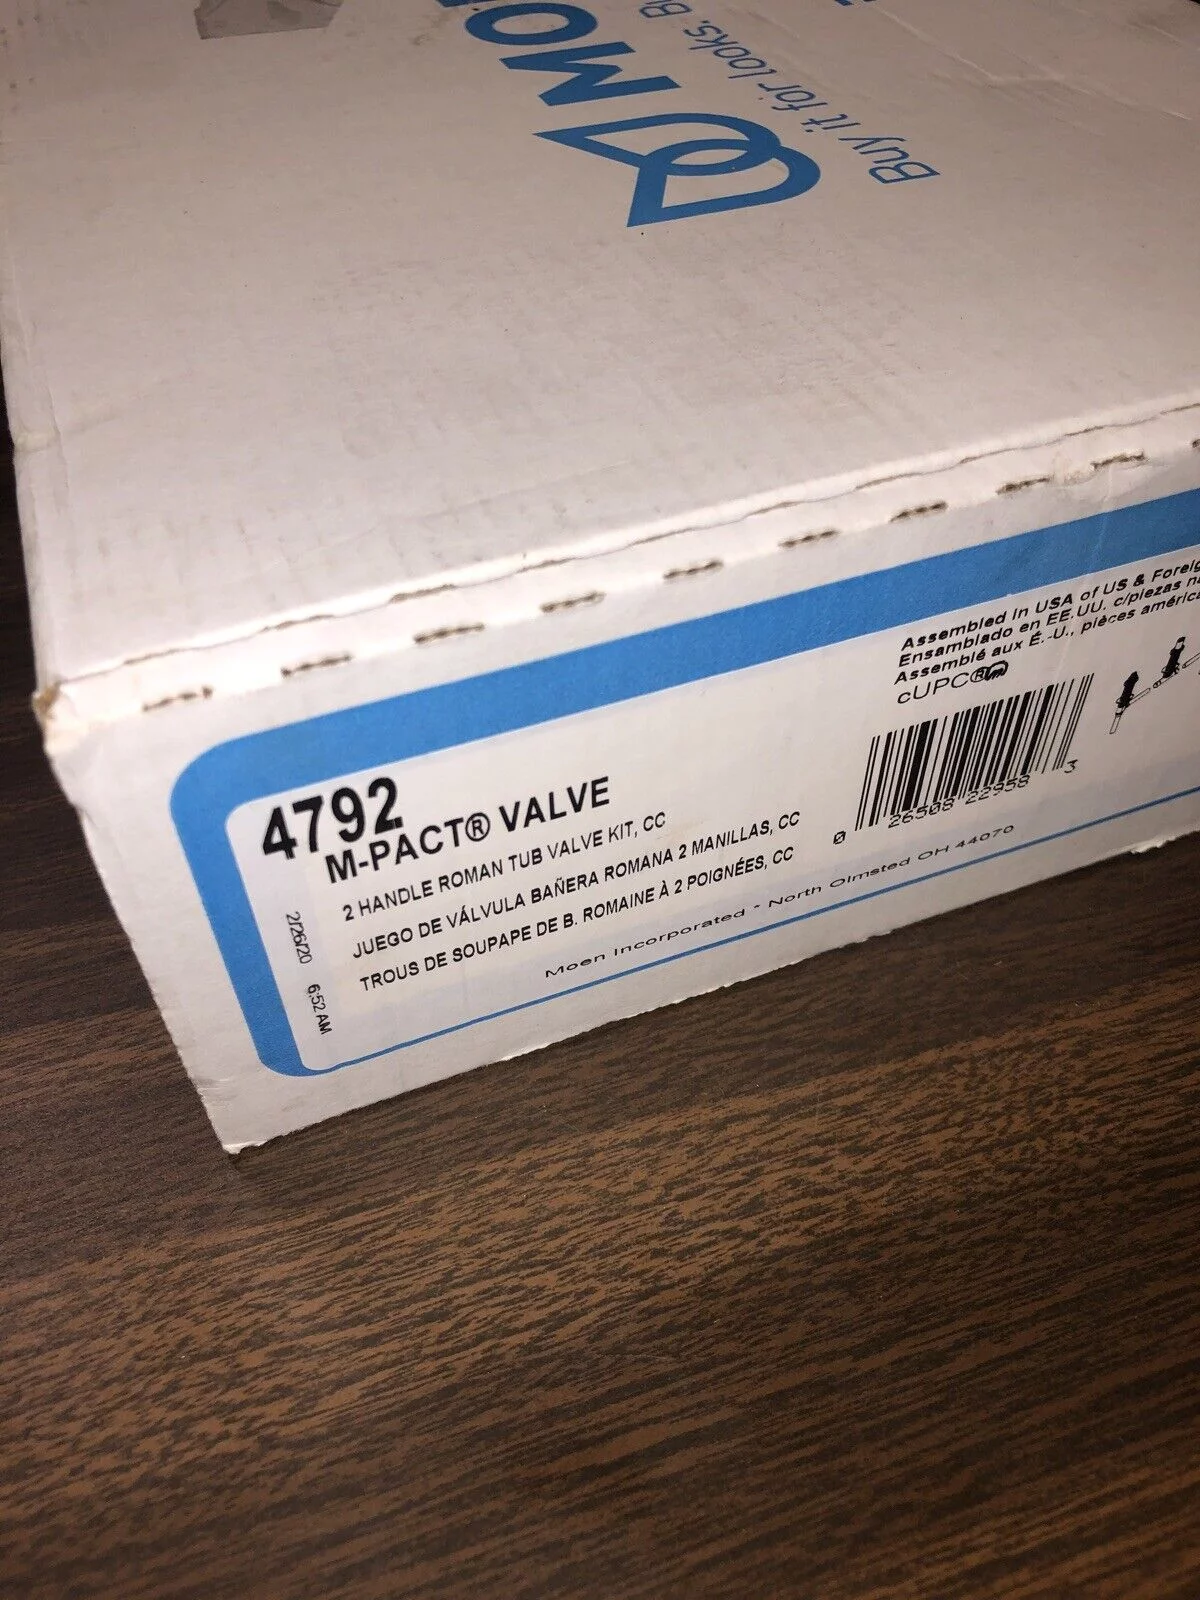 Buy it for looks.
4792
M-PACT® VALVE
2 HANDLE ROMAN TUB VALVE KIT, CC
JUEGO DE VÁLVULA BAÑERA ROMANA 2 MANILLAS, CC
TROUS DE SOUPAPE DE B. ROMAINE À 2 POIGNÉES, CC
2/26/20 6:52 AM
Moen Incorporated - North Olmsted OH 44070
Assembled in USA of US & Foreig
Ensamblado en EE.UU. c/piezas na
Assemblé aux É.-U., pièces américa
cUPC®
0 26508 22958 3